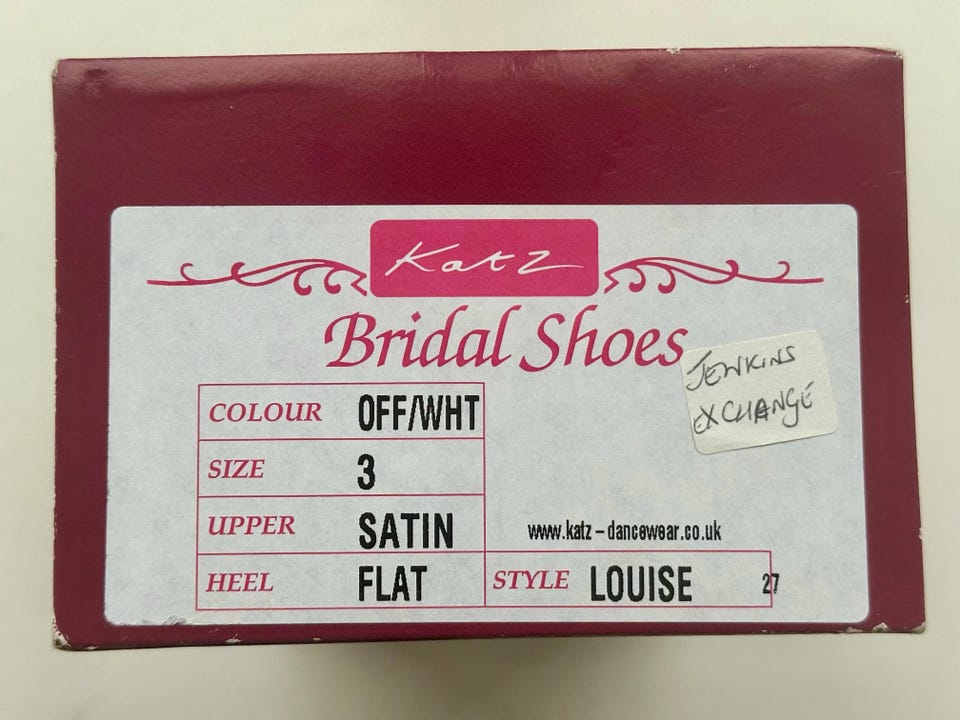 Katz
Bridal Shoes
JEWKINS
EXCHANGE
COLOUR OFF/WHT
SIZE 3
UPPER SATIN
www.katz-dancewear.co.uk
HEEL FLAT STYLE LOUISE 27